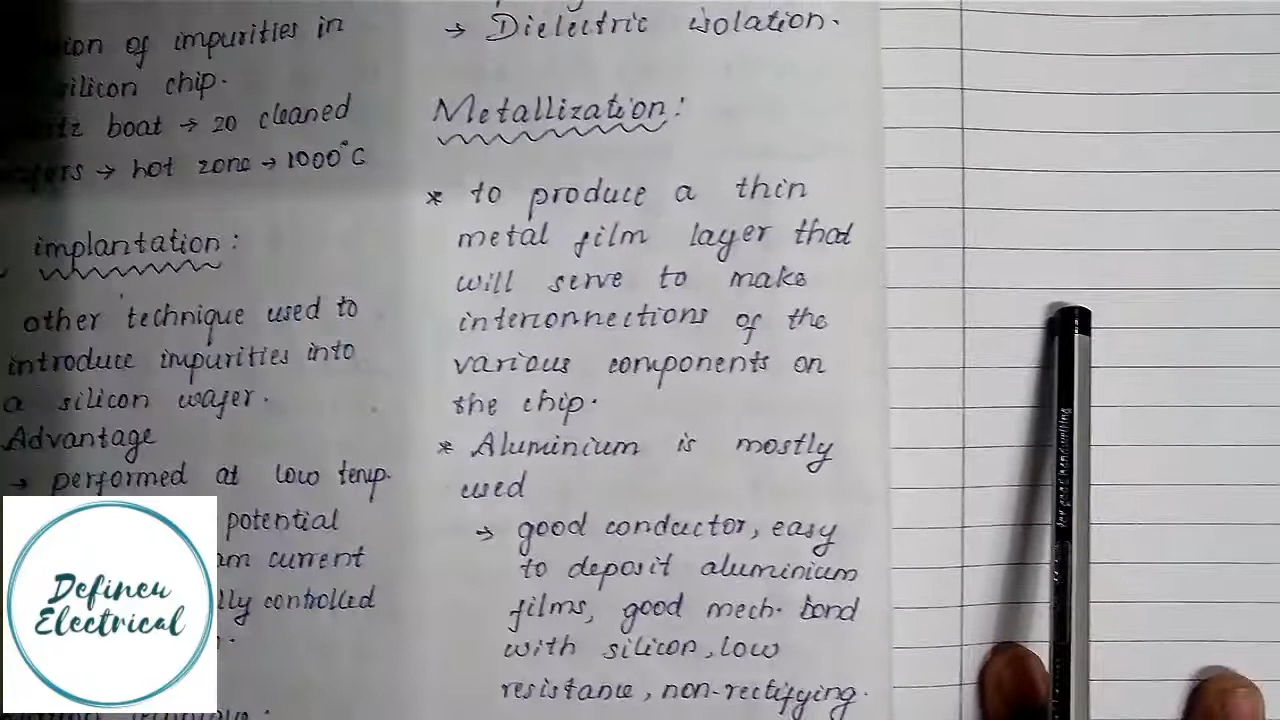 of impurities in
silicon chip.
boat → 20 cleaned
→ hot zone → 1000°C
implantation :
other technique used to
introduce impurities into
a silicon wafer.
Advantage
→ performed at low temp.
potential
current
controlled
→ Dielectric isolation.
Metallization :
* to produce a thin
metal film layer that
will serve to make
interconnections of the
various components on
the chip.
* Aluminium is mostly
used
→ good conductor, easy
to deposit aluminium
films, good mech. bond
with silicon, low
resistance, non-rectifying.
Defineu
Electrical